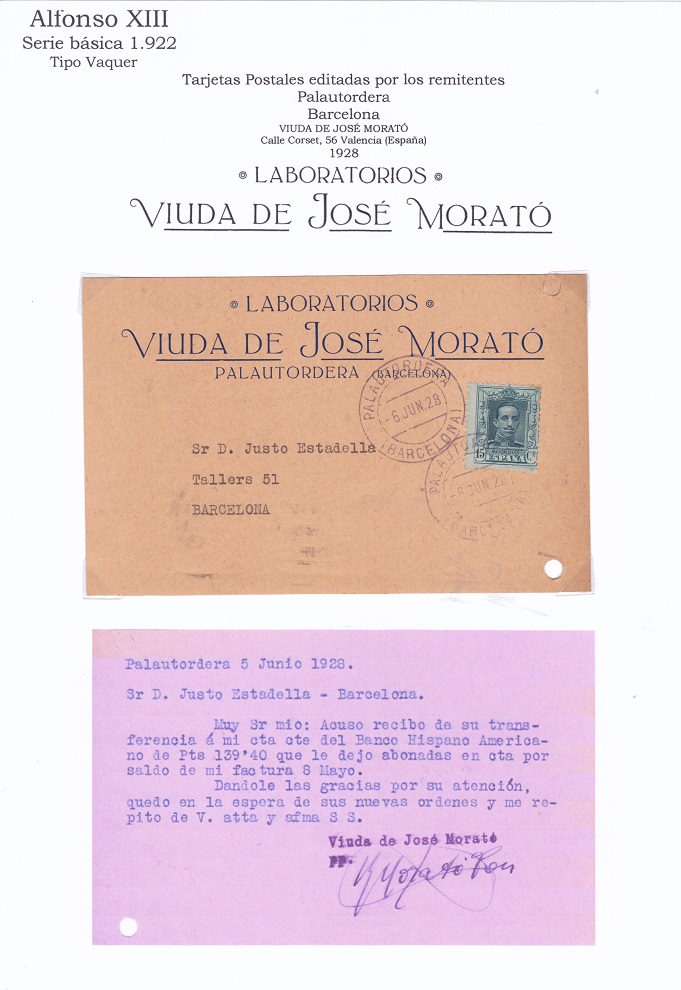 Alfonso XIII
Serie básica 1.922
Tipo Vaquer
Tarjetas Postales editadas por los remitentes
Palautordera
Barcelona
VIUDA DE JOSÉ MORATÓ
Calle Corset, 56 Valencia (España)
1928
LABORATORIOS
VIUDA DE JOSÉ MORATÓ
LABORATORIOS
VIUDA DE JOSÉ MORATÓ
PALAUTORDERA (BARCELONA)
PALAUTORDERA
-6 JUN.28
(BARCELONA)
15 Cs
Sr D. Justo Estadella
Tallers 51
BARCELONA
-6 JUN.28
Palautordera 5 Junio 1928.
Sr D. Justo Estadella - Barcelona.
Muy Sr mio: Acuso recibo de su trans-
ferencia á mi cta cte del Banco Hispano America-
no de Pts 139'40 que le dejo abonadas en cta por
saldo de mi factura 8 Mayo.
Dandole las gracias por su atención,
quedo en la espera de sus nuevas ordenes y me re-
pito de V. atta y afma S S.
Viuda de José Morató
PP.